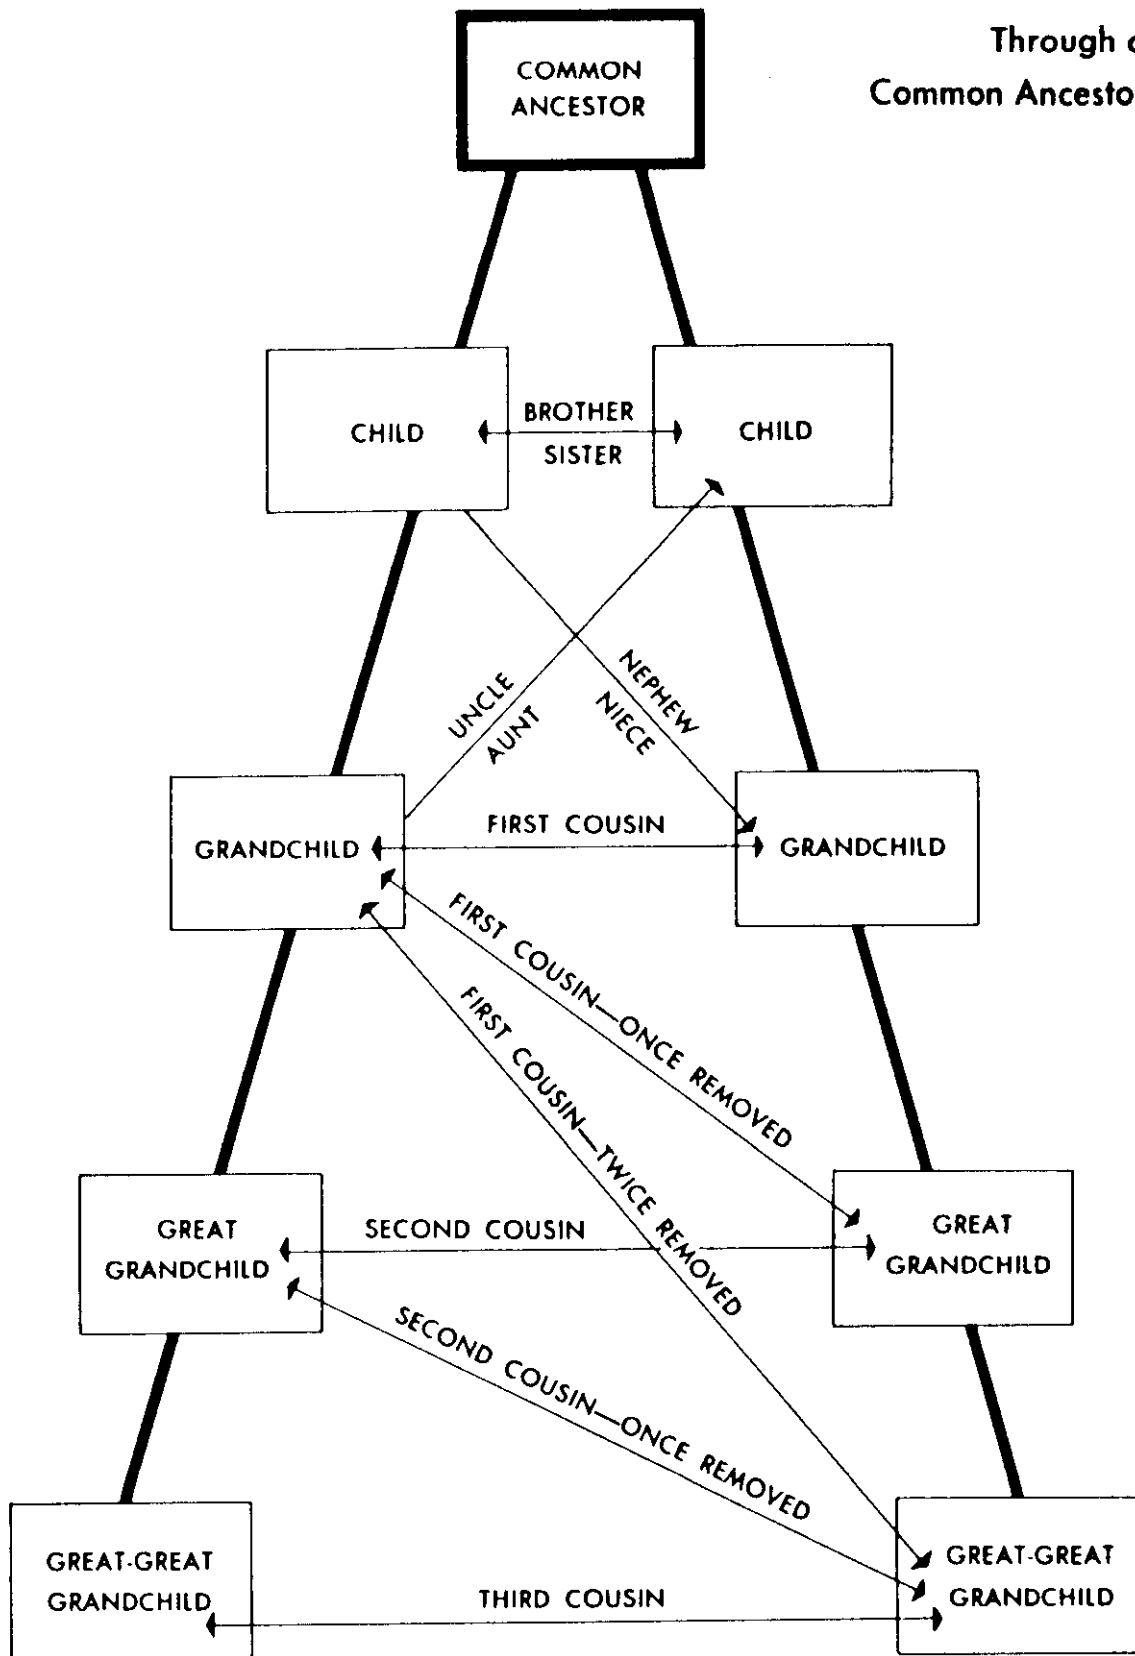 Through
Common Ancesto
COMMON
ANCESTOR
CHILD
BROTHER
SISTER
CHILD
UNCLE
AUNT
NEPHEW
NIECE
GRANDCHILD
FIRST COUSIN
GRANDCHILD
FIRST COUSIN—ONCE REMOVED
FIRST COUSIN—TWICE REMOVED
GREAT
GRANDCHILD
SECOND COUSIN
GREAT
GRANDCHILD
SECOND COUSIN—ONCE REMOVED
GREAT-GREAT
GRANDCHILD
THIRD COUSIN
GREAT-GREAT
GRANDCHILD